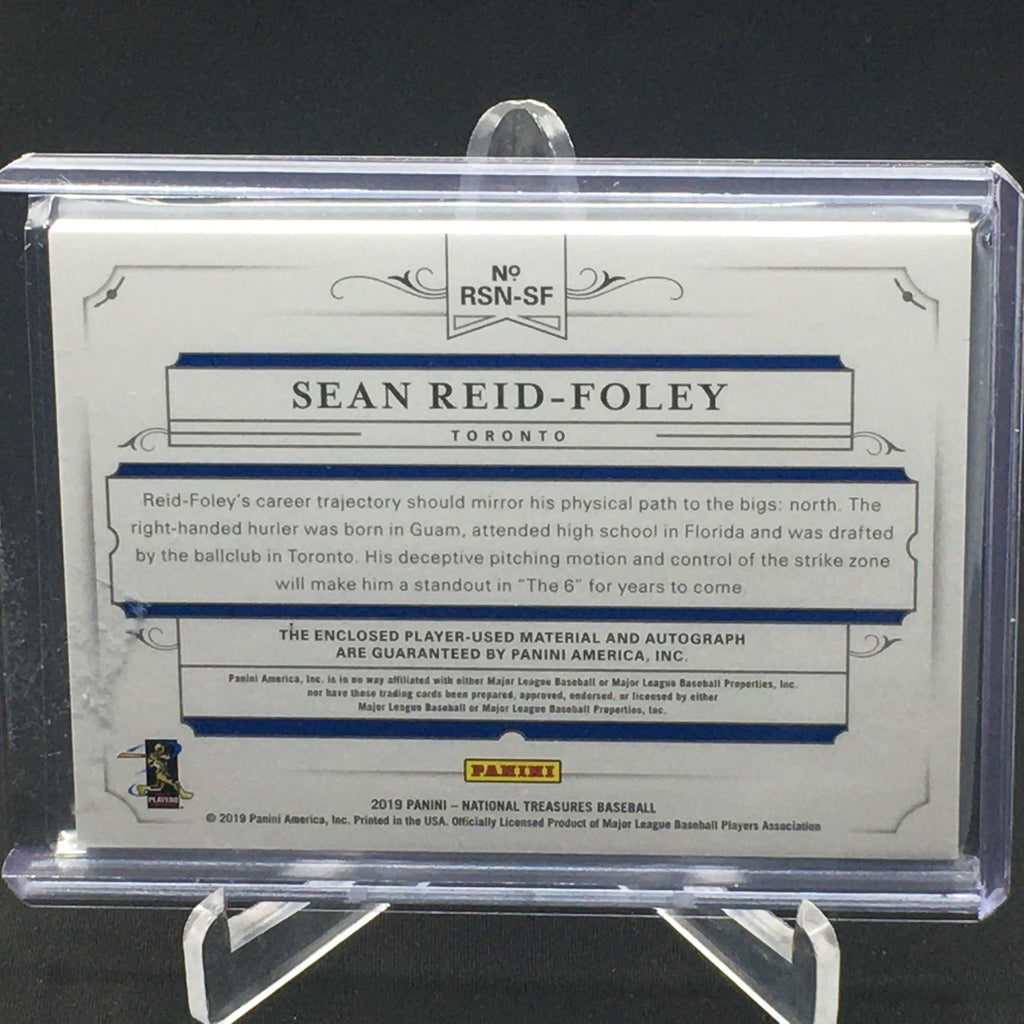 Nº
RSN-SF
SEAN REID-FOLEY
TORONTO
Reid-Foley's career trajectory should mirror his physical path to the bigs: north. The
right-handed hurler was born in Guam, attended high school in Florida and was drafted
by the ballclub in Toronto. His deceptive pitching motion and control of the strike zone
will make him a standout in "The 6" for years to come.
THE ENCLOSED PLAYER-USED MATERIAL AND AUTOGRAPH
ARE GUARANTEED BY PANINI AMERICA, INC.
Panini America, Inc. is in no way affiliated with either Major League Baseball or Major League Baseball Properties, Inc.
nor have these trading cards been prepared, approved, endorsed, or licensed by either
Major League Baseball or Major League Baseball Properties, Inc.
PLAYERS
PANINI
2019 PANINI – NATIONAL TREASURES BASEBALL
© 2019 Panini America, Inc. Printed in the USA. Officially Licensed Product of Major League Baseball Players Association